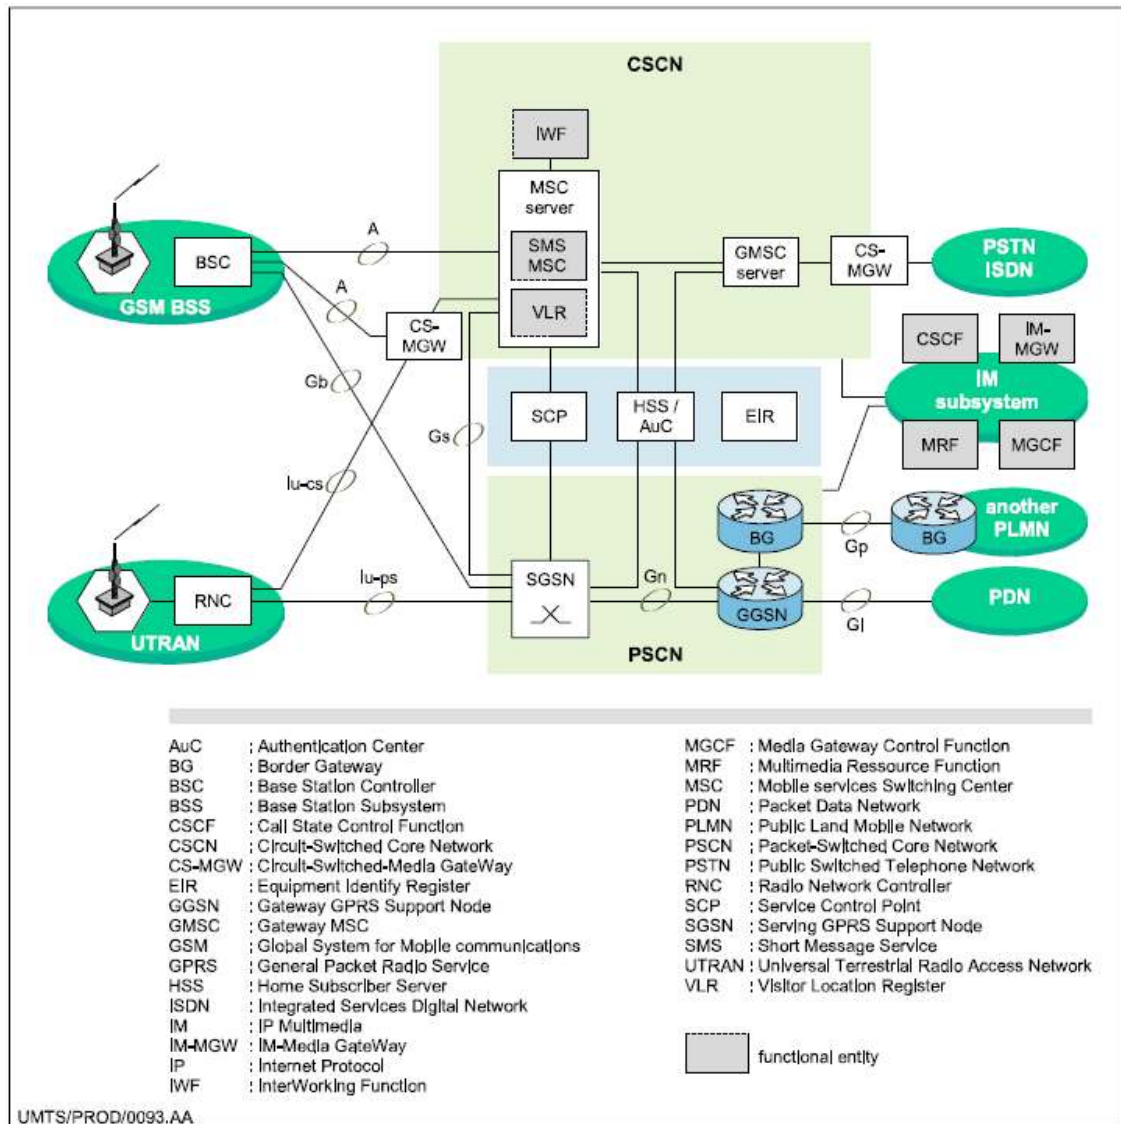 CSCN
IWF
MSC
server
SMS
MSC
VLR
A
BSC
GSM BSS
A
CS-
MGW
GMSC
server
CS-
MGW
PSTN
ISDN
CSCF
IM-
MGW
IM
subsystem
MRF
MGCF
Gb
Gs
SCP
HSS /
AuC
EIR
Iu-cs
BG
Gp
BG
another
PLMN
Iu-ps
SGSN
Gn
GGSN
GI
PDN
RNC
UTRAN
PSCN
AuC : Authentication Center
BG : Border Gateway
BSC : Base Station Controller
BSS : Base Station Subsystem
CSCF : Call State Control Function
CSCN : Circuit-Switched Core Network
CS-MGW : Circuit-Switched-Media GateWay
EIR : Equipment Identify Register
GGSN : Gateway GPRS Support Node
GMSC : Gateway MSC
GSM : Global System for Mobile communications
GPRS : General Packet Radio Service
HSS : Home Subscriber Server
ISDN : Integrated Services Digital Network
IM : IP Multimedia
IM-MGW : IM-Media GateWay
IP : Internet Protocol
IWF : InterWorking Function
MGCF : Media Gateway Control Function
MRF : Multimedia Ressource Function
MSC : Mobile services Switching Center
PDN : Packet Data Network
PLMN : Public Land Mobile Network
PSCN : Packet-Switched Core Network
PSTN : Public Switched Telephone Network
RNC : Radio Network Controller
SCP : Service Control Point
SGSN : Serving GPRS Support Node
SMS : Short Message Service
UTRAN : Universal Terrestrial Radio Access Network
VLR : Visitor Location Register
functional entity
UMTS/PROD/0093.AA